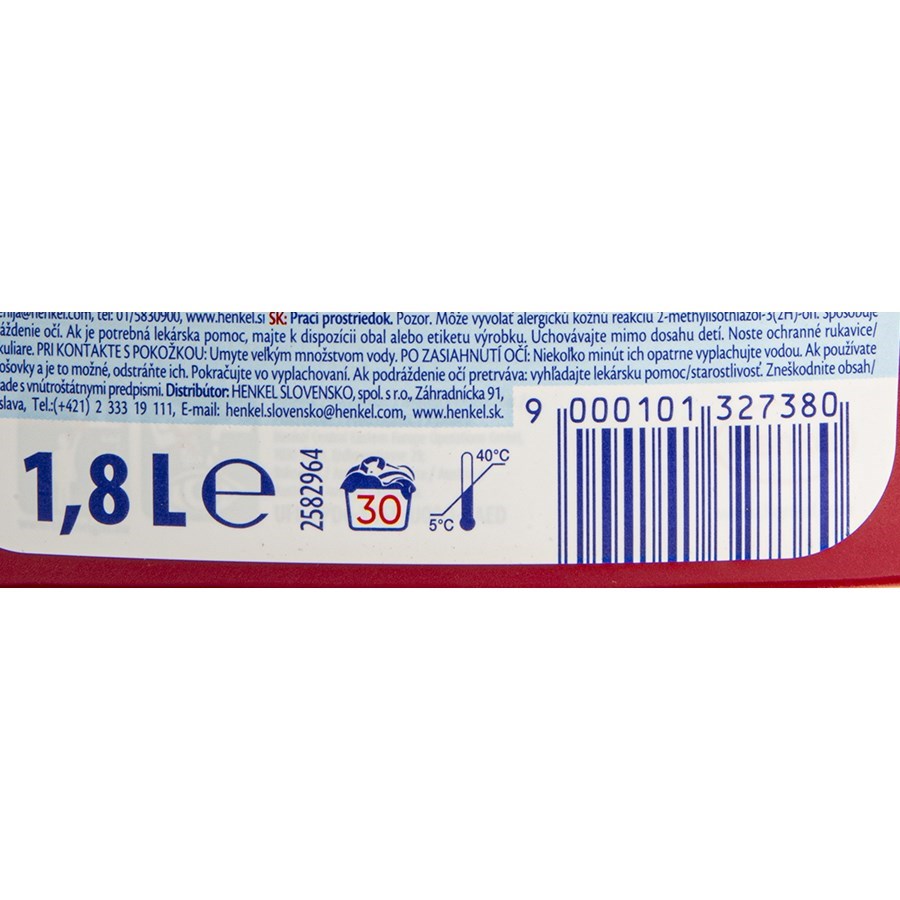 enija@henkel.com, tel: 01/5830900, www.henkel.si SK: Prací prostriedok. Pozor. Môže vyvolať alergickú kožnú reakciu 2-methylisothiazol-3(2H)-on. Spôsobuje
áždenie očí. Ak je potrebná lekárska pomoc, majte k dispozícii obal alebo etiketu výrobku. Uchovávajte mimo dosahu detí. Noste ochranné rukavice/
kuliare. PRI KONTAKTE S POKOŽKOU: Umyte veľkým množstvom vody. PO ZASIAHNUTÍ OČÍ: Niekoľko minút ich opatrne vyplachujte vodou. Ak používate
ošovky a je to možné, odstráňte ich. Pokračujte vo vyplachovaní. Ak podráždenie očí pretrváva: vyhľadajte lekársku pomoc/starostlivosť. Zneškodnite obsah/
ade s vnútroštátnymi predpismi. Distribútor: HENKEL SLOVENSKO, spol. s r.o., Záhradnícka 91,
slava, Tel.:(+421) 2 333 19 111, E-mail: henkel.slovensko@henkel.com, www.henkel.sk.
9 000101 327380
1,8 L e
2582964
30
40°C
5°C